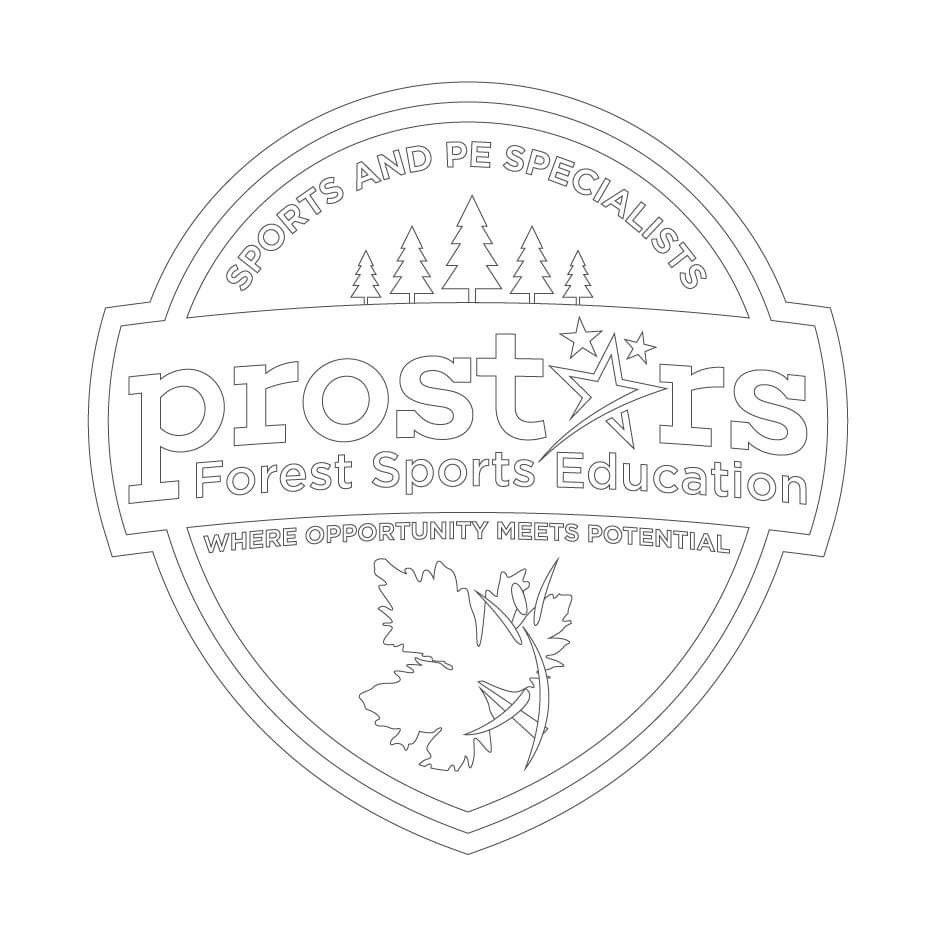 SPORTS AND PE SPECIALISTS
prostars
Forest Sports Education
WHERE OPPORTUNITY MEETS POTENTIAL